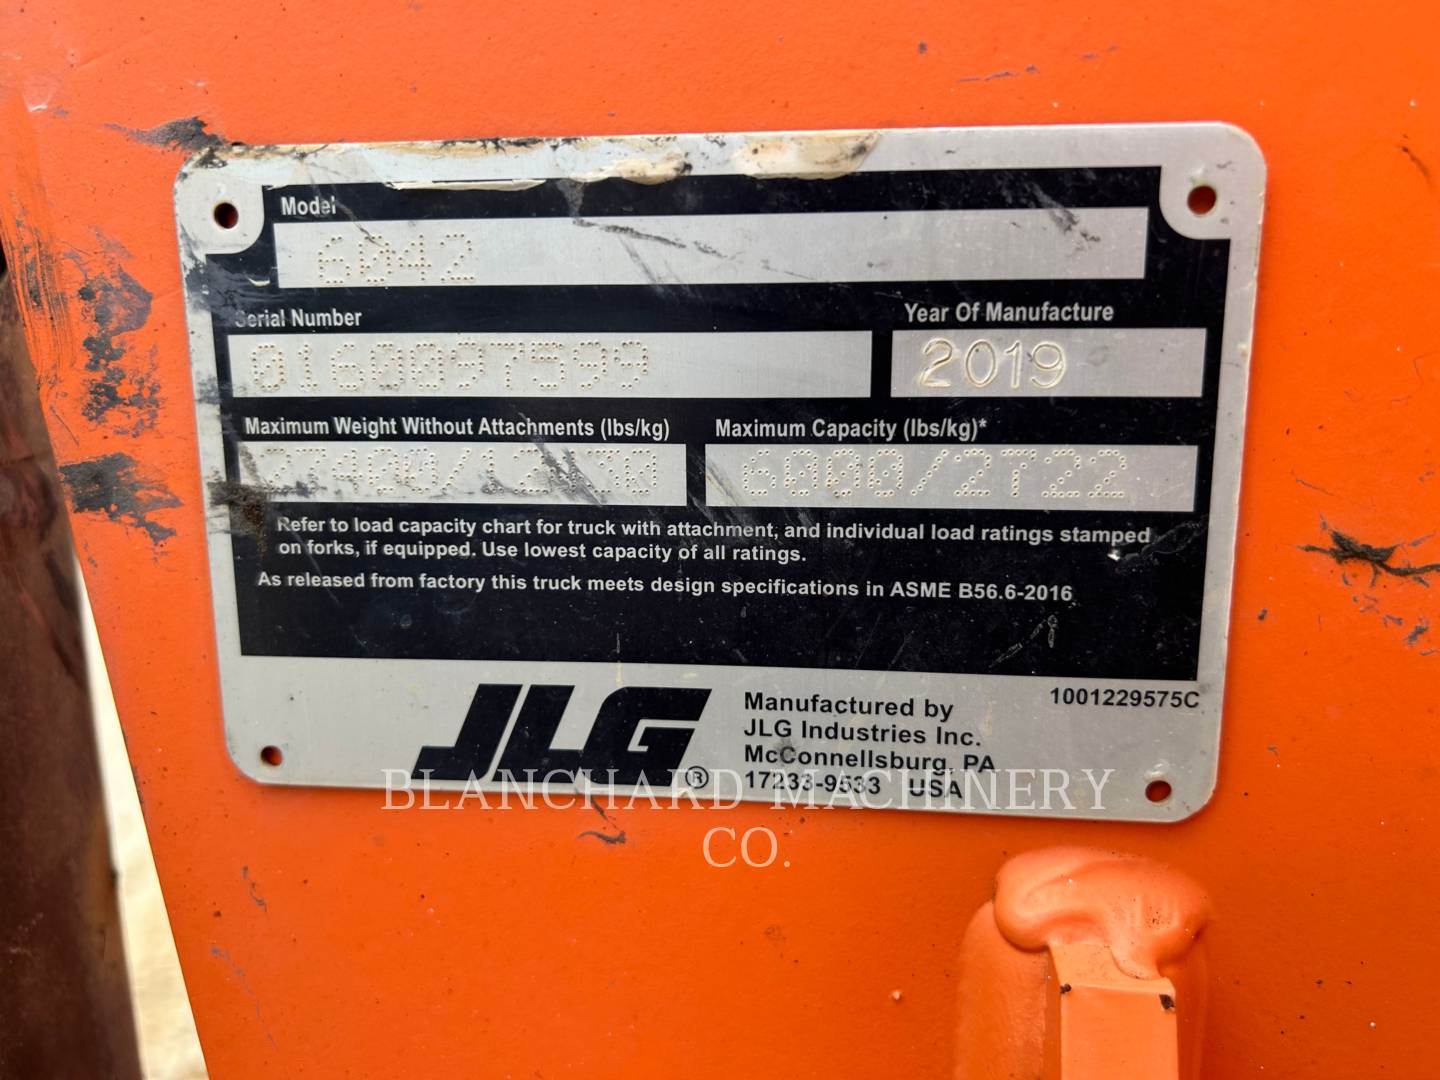 Model
6042
Serial Number
Year Of Manufacture
0160097599
2019
Maximum Weight Without Attachments (lbs/kg)
Maximum Capacity (lbs/kg)*
27400/12430
6000/2722
Refer to load capacity chart for truck with attachment, and individual load ratings stamped
on forks, if equipped. Use lowest capacity of all ratings.
As released from factory this truck meets design specifications in ASME B56.6-2016
JLG®
Manufactured by
JLG Industries Inc.
McConnellsburg, PA
17233-9533 USA
1001229575C
BLANCHARD MACHINERY
CO.